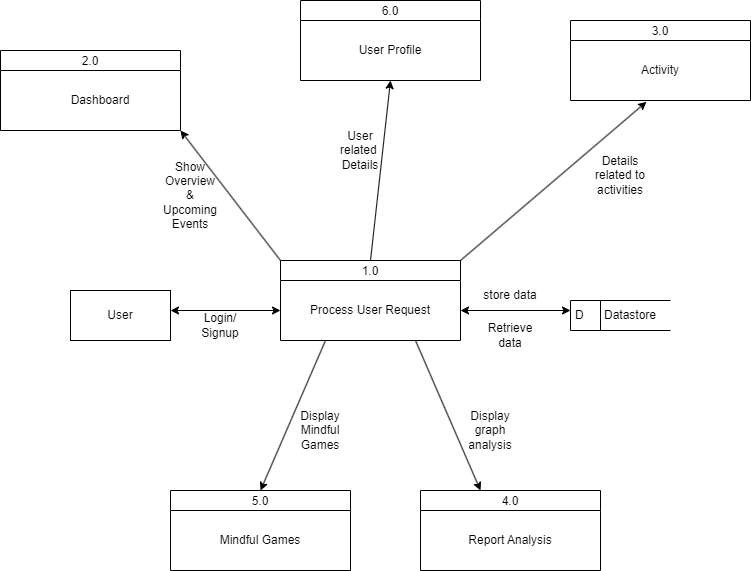 6.0
User Profile
3.0
Activity
2.0
Dashboard
User
related
Details
Show
Overview
&
Upcoming
Events
Details
related to
activities
1.0
Process User Request
User
Login/
Signup
store data
Retrieve
data
D
Datastore
Display
Mindful
Games
Display
graph
analysis
5.0
Mindful Games
4.0
Report Analysis